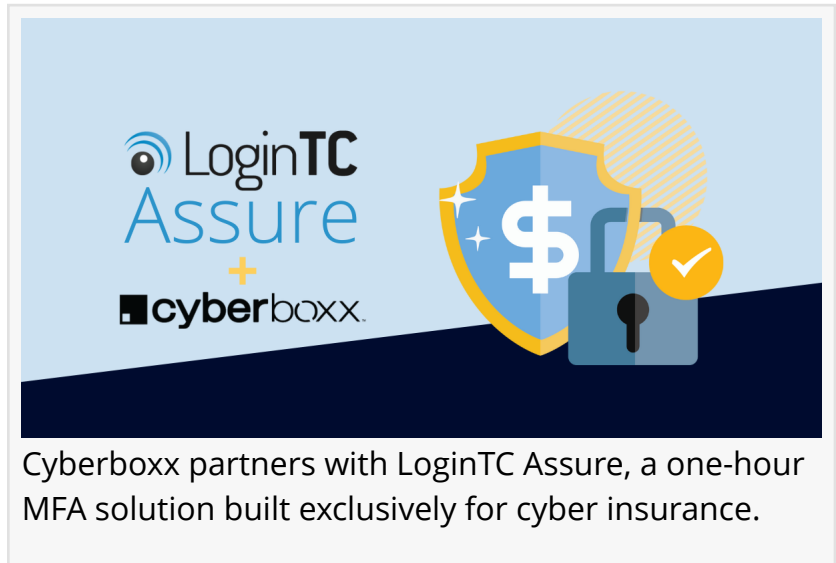 LoginTC
Assure
+
cyberboxx.
$
Cyberboxx partners with LoginTC Assure, a one-hour
MFA solution built exclusively for cyber insurance.